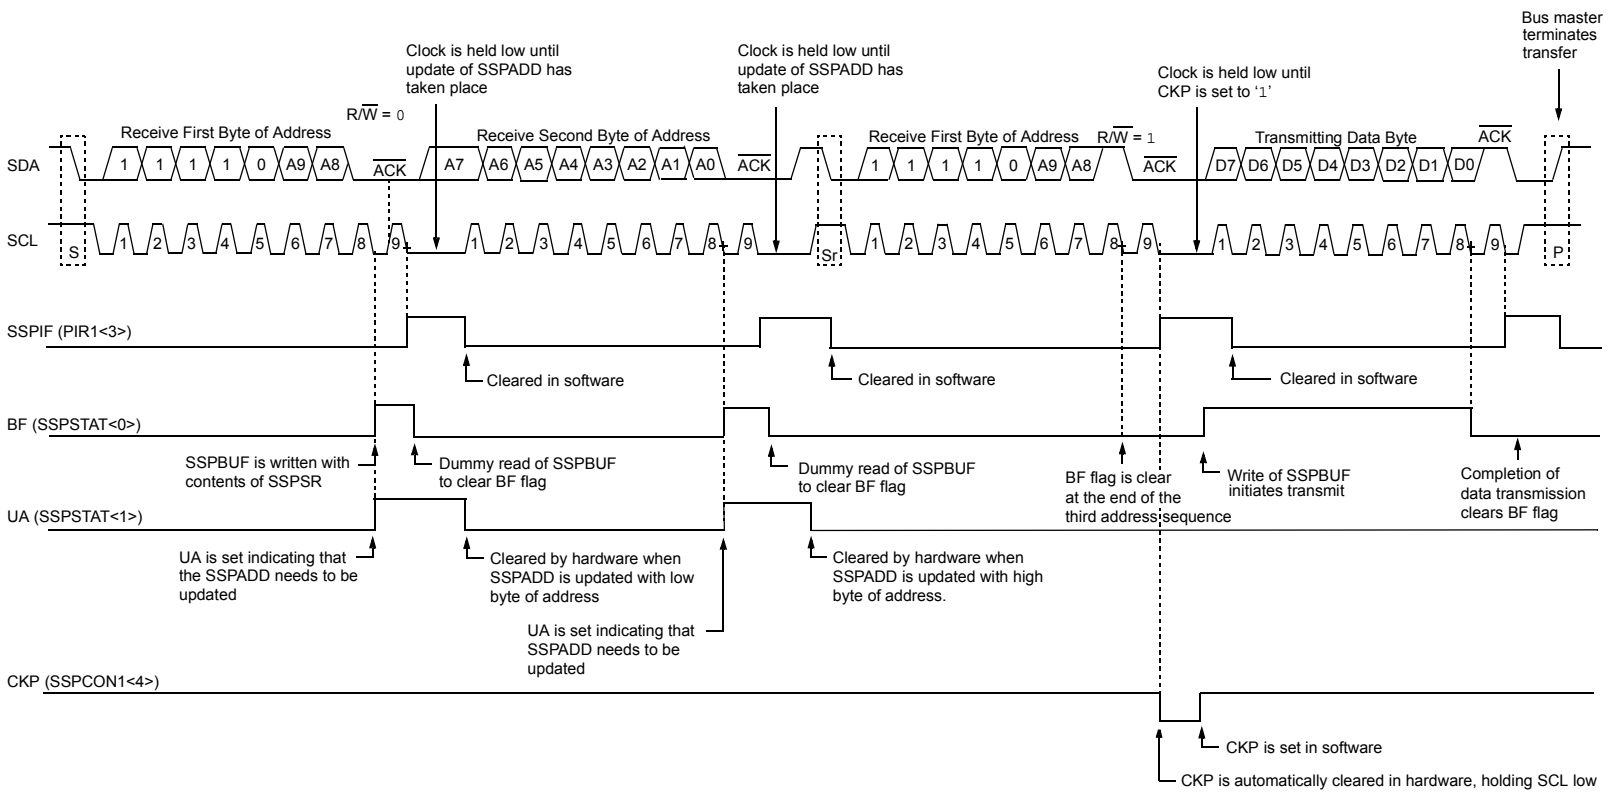 Bus master
terminates
transfer
Clock is held low until
update of SSPADD has
taken place
Clock is held low until
update of SSPADD has
taken place
Clock is held low until
CKP is set to ‘1’
R/W = 0
Receive First Byte of Address
Receive Second Byte of Address
Receive First Byte of Address
R/W = 1
Transmitting Data Byte
ACK
SDA
1 1 1 1 0 A9 A8
ACK
A7 A6 A5 A4 A3 A2 A1 A0
ACK
1 1 1 1 0 A9 A8
ACK
D7 D6 D5 D4 D3 D2 D1 D0
SCL
S
1 2 3 4 5 6 7 8 9
1 2 3 4 5 6 7 8 9
Sr
1 2 3 4 5 6 7 8 9
1 2 3 4 5 6 7 8 9
P
SSPIF (PIR1<3>)
Cleared in software
Cleared in software
Cleared in software
BF (SSPSTAT<0>)
SSPBUF is written with
contents of SSPSR
Dummy read of SSPBUF
to clear BF flag
Dummy read of SSPBUF
to clear BF flag
BF flag is clear
at the end of the
third address sequence
Write of SSPBUF
initiates transmit
Completion of
data transmission
clears BF flag
UA (SSPSTAT<1>)
UA is set indicating that
the SSPADD needs to be
updated
Cleared by hardware when
SSPADD is updated with low
byte of address
UA is set indicating that
SSPADD needs to be
updated
Cleared by hardware when
SSPADD is updated with high
byte of address.
CKP (SSPCON1<4>)
CKP is set in software
CKP is automatically cleared in hardware, holding SCL low